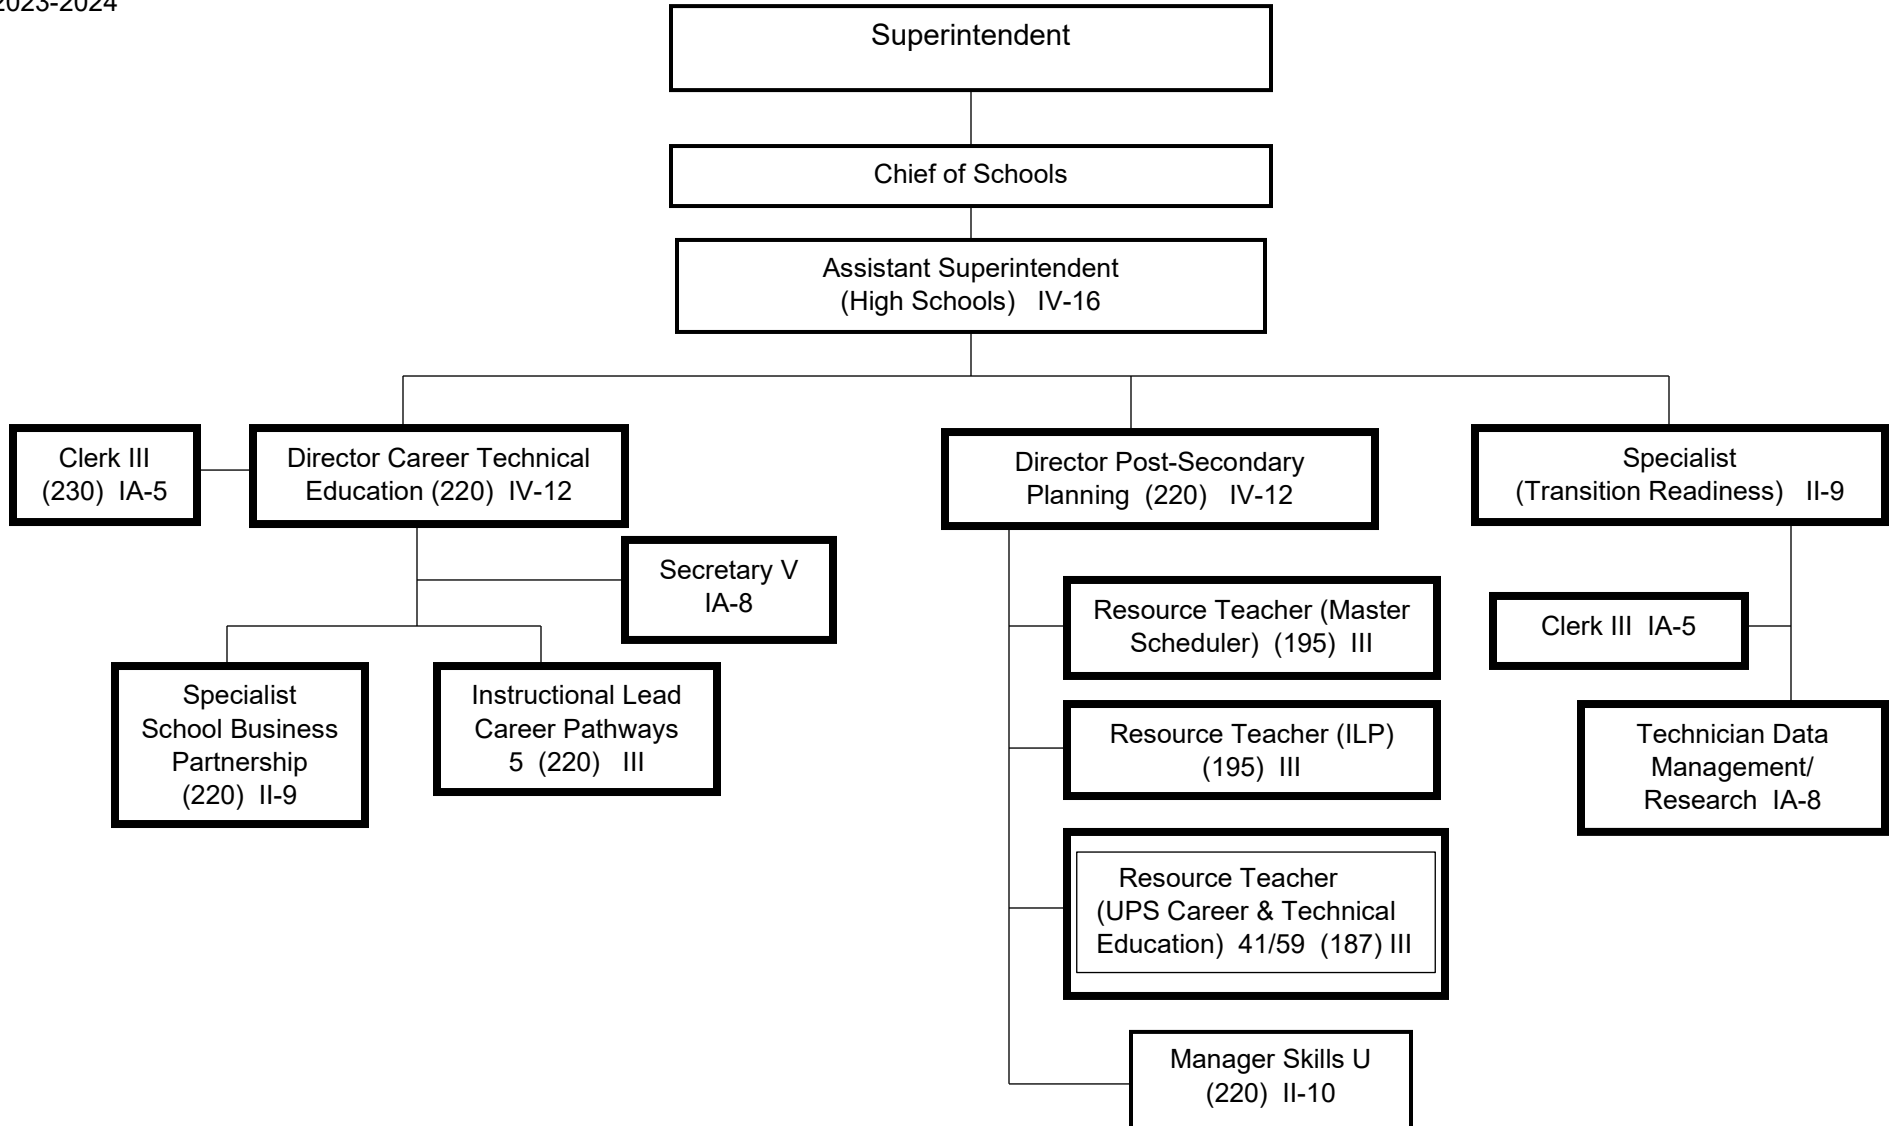 2023-2024
Superintendent
Chief of Schools
Assistant Superintendent
(High Schools) IV-16
Clerk III
(230) IA-5
Director Career Technical
Education (220) IV-12
Director Post-Secondary
Planning (220) IV-12
Specialist
(Transition Readiness) II-9
Secretary V
IA-8
Resource Teacher (Master
Scheduler) (195) III
Clerk III IA-5
Specialist
School Business
Partnership
(220) II-9
Instructional Lead
Career Pathways
5 (220) III
Resource Teacher (ILP)
(195) III
Technician Data
Management/
Research IA-8
Resource Teacher
(UPS Career & Technical
Education) 41/59 (187) III
Manager Skills U
(220) II-10